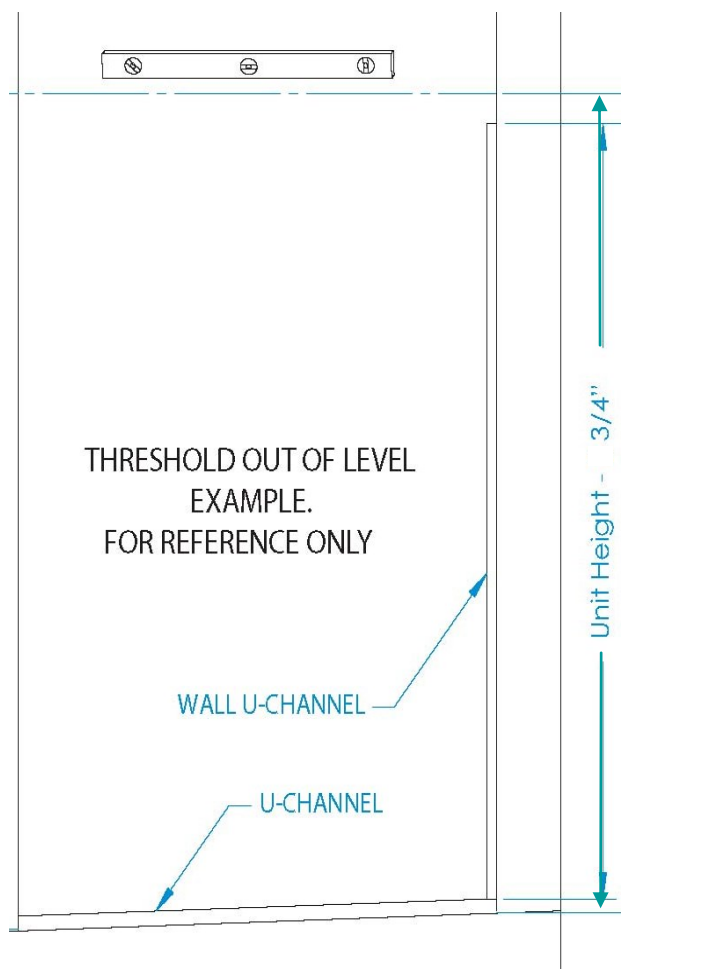 THRESHOLD OUT OF LEVEL
EXAMPLE.
FOR REFERENCE ONLY
WALL U-CHANNEL
U-CHANNEL
Unit Height - 3/4"